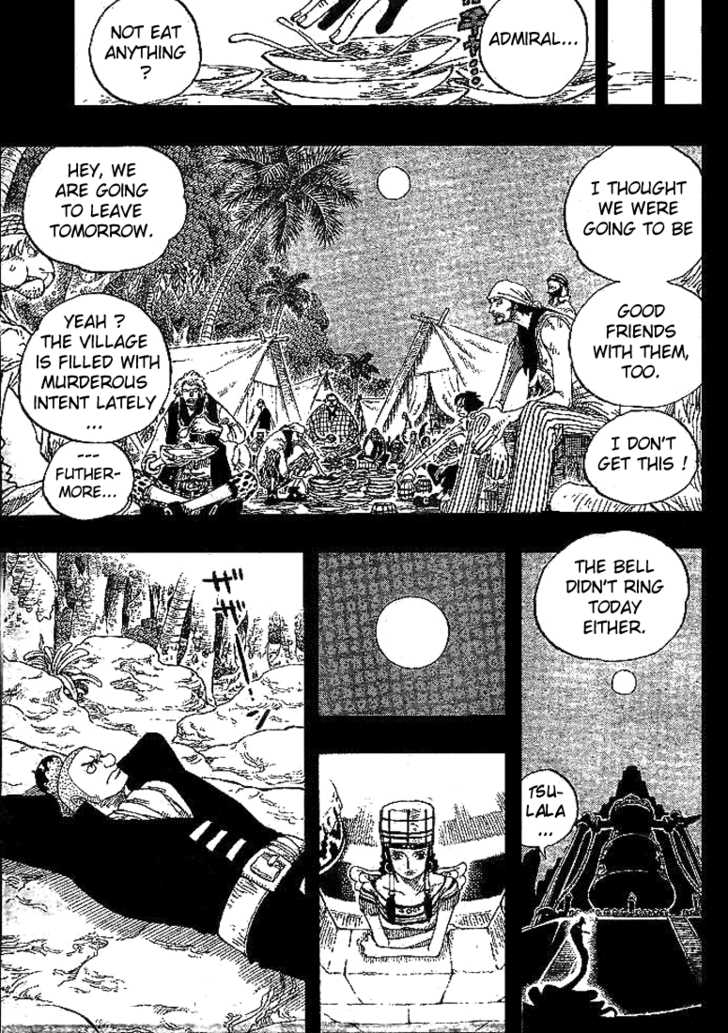 ADMIRAL...
NOT EAT
ANYTHING
?
I THOUGHT
WE WERE
GOING TO BE
GOOD
FRIENDS
WITH THEM,
TOO.
I DON'T
GET THIS !
HEY, WE
ARE GOING
TO LEAVE
TOMORROW.
YEAH ?
THE VILLAGE
IS FILLED WITH
MURDEROUS
INTENT LATELY
...
---
FUTHER-
MORE...
THE BELL
DIDN'T RING
TODAY
EITHER.
TSU-
LALA
...